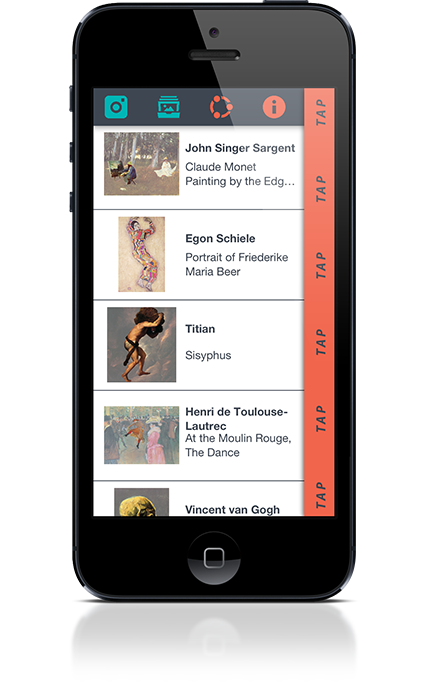 TAP
John Singer Sargent
Claude Monet
Painting by the Edg...
TAP
Egon Schiele
Portrait of Friederike
Maria Beer
TAP
Titian
Sisyphus
TAP
Henri de Toulouse-
Lautrec
At the Moulin Rouge,
The Dance
TAP
Vincent van Gogh
TAP